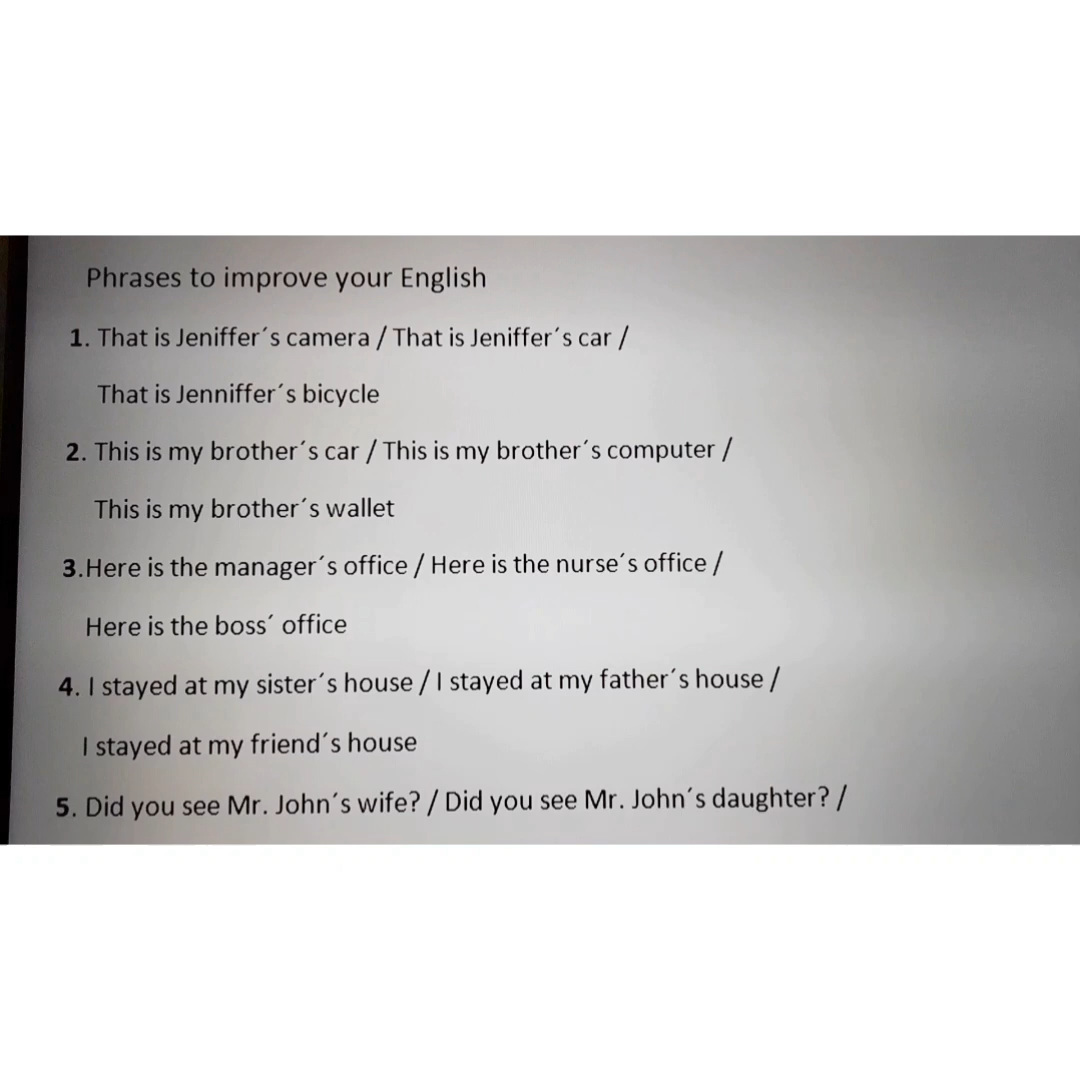 Phrases to improve your English
1. That is Jeniffer´s camera / That is Jeniffer´s car /
That is Jenniffer´s bicycle
2. This is my brother´s car / This is my brother´s computer /
This is my brother´s wallet
3.Here is the manager´s office / Here is the nurse´s office /
Here is the boss´ office
4. I stayed at my sister´s house / I stayed at my father´s house /
I stayed at my friend´s house
5. Did you see Mr. John´s wife? / Did you see Mr. John´s daughter? /